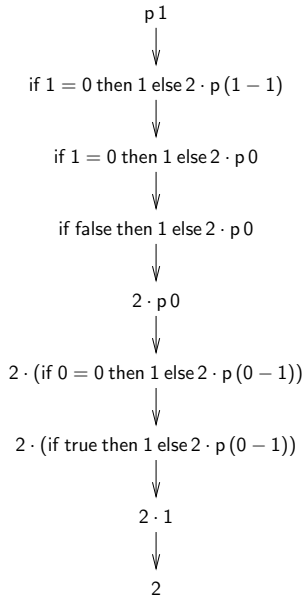 p 1
if 1 = 0 then 1 else 2 · p (1 − 1)
if 1 = 0 then 1 else 2 · p 0
if false then 1 else 2 · p 0
2 · p 0
2 · (if 0 = 0 then 1 else 2 · p (0 − 1))
2 · (if true then 1 else 2 · p (0 − 1))
2 · 1
2